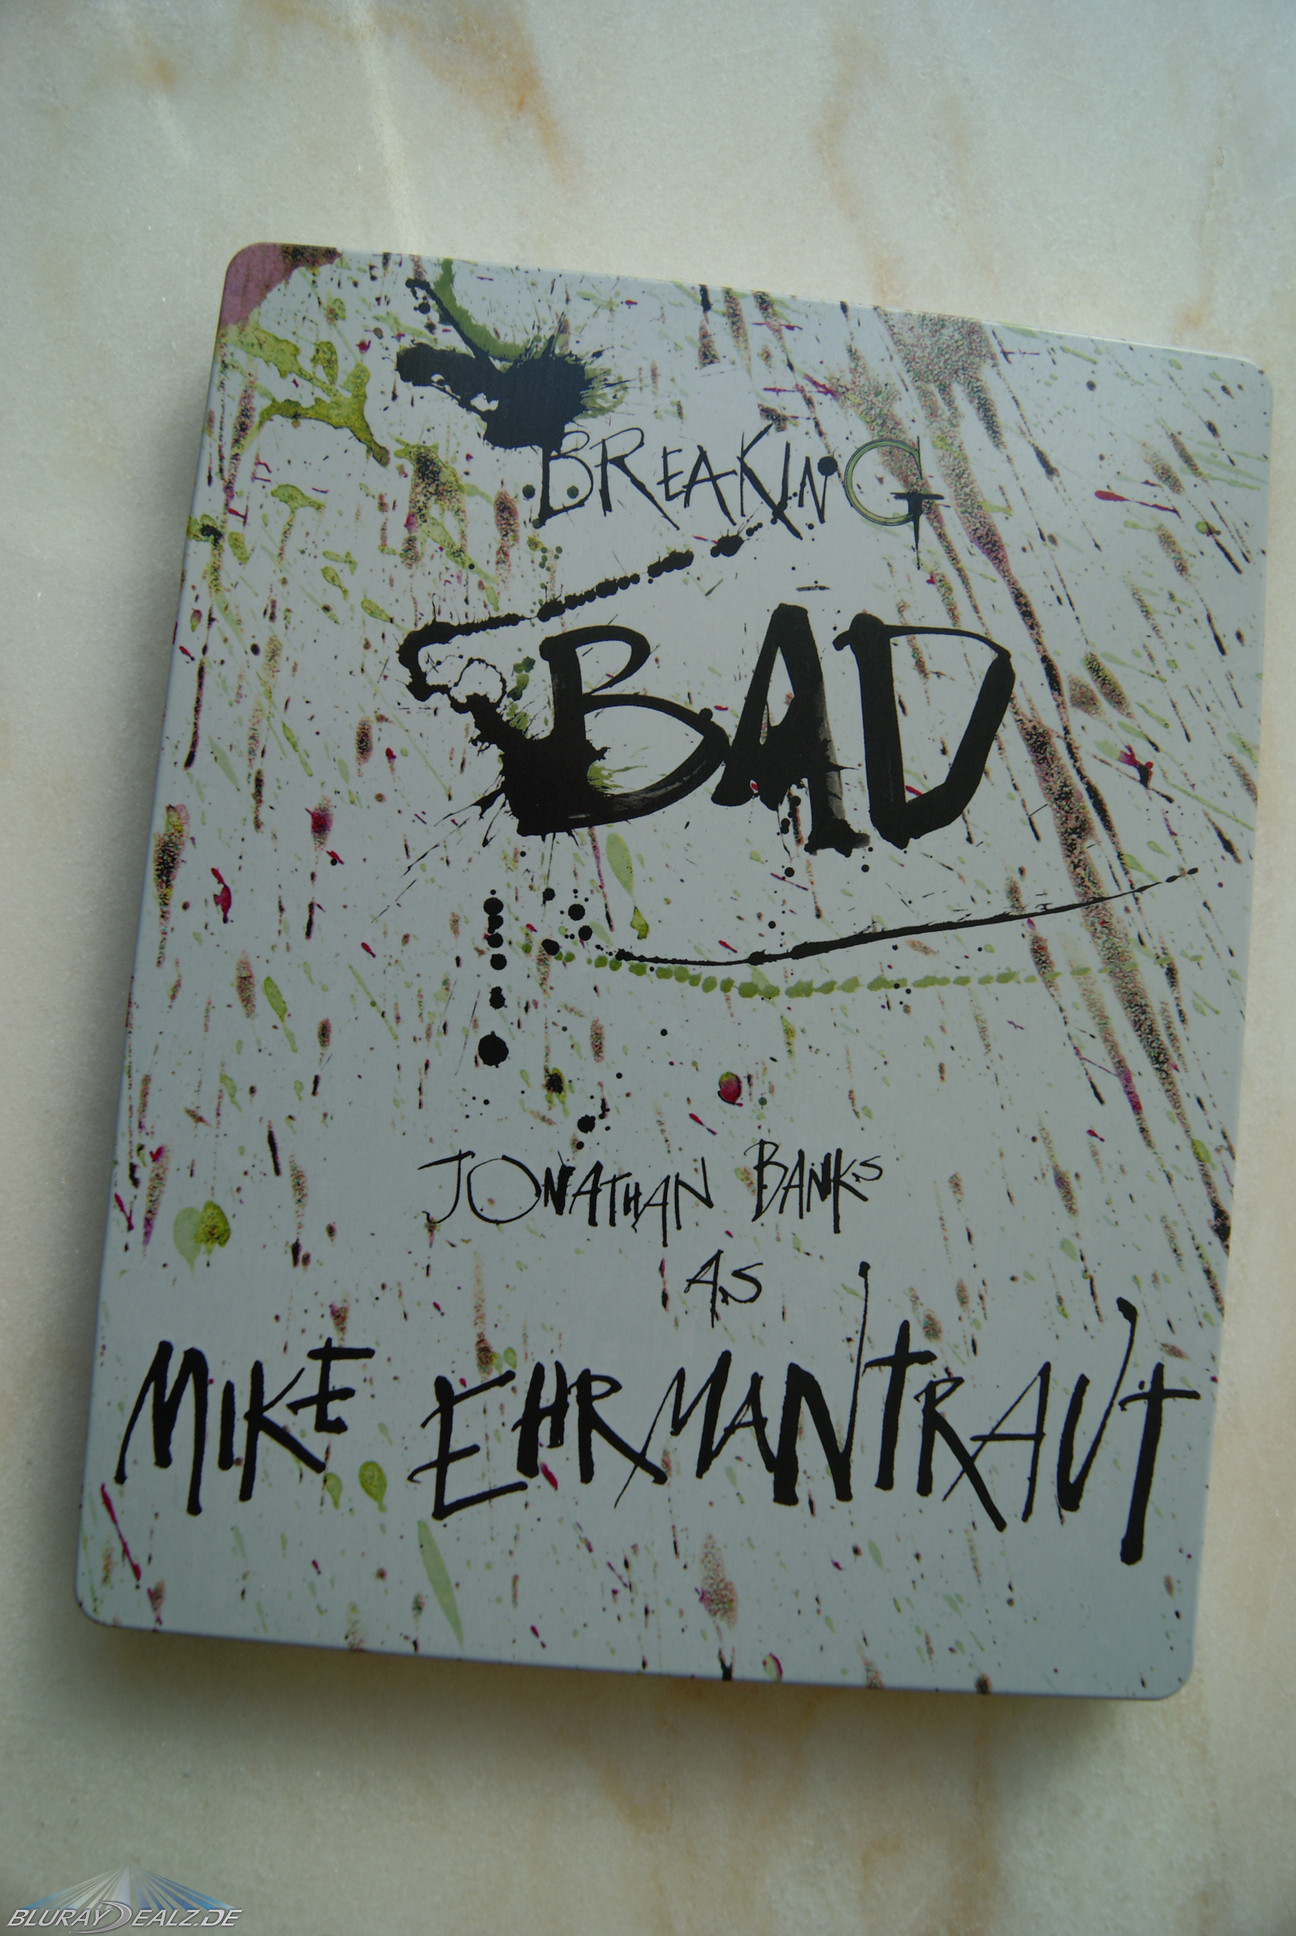 BREAKING
BAD
JONATHAN BANKS
AS
MIKE EHRMANTRAUT
BLURAYDEALZ.DE